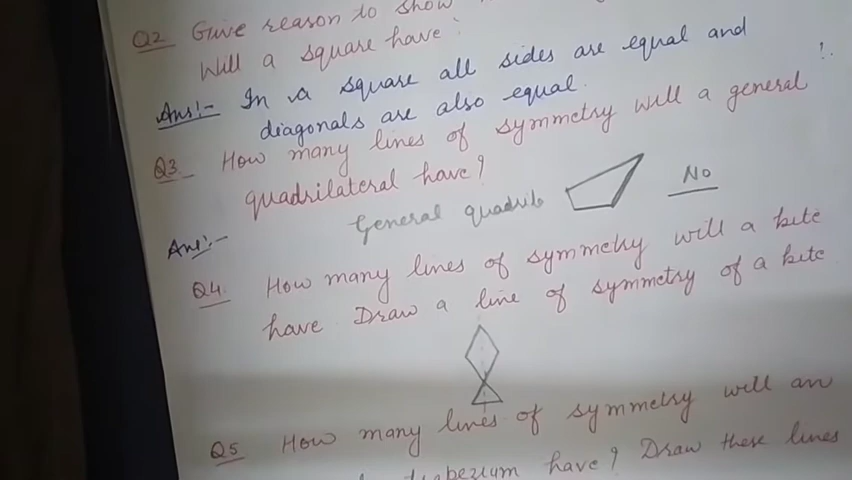 Q2 Give reason to show
Will a square have?
Ans:- In a square all sides are equal and
diagonals are also equal.
Q3 How many lines of symmetry will a general
quadrilateral have?
Ans:- General quadrila No
Q4. How many lines of symmetry will a kite
have Draw a line of symmetry of a kite
Q5 How many lines of symmetry will an
trapezium have? Draw these lines